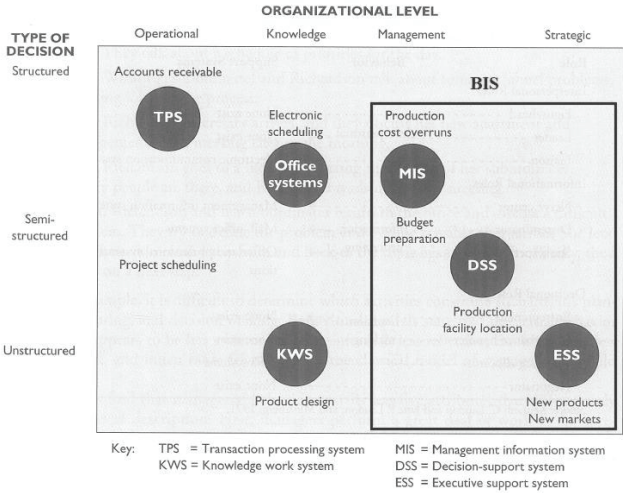 ORGANIZATIONAL LEVEL
TYPE OF
DECISION
Operational
Knowledge
Management
Strategic
Structured
Accounts receivable
TPS
BIS
Electronic
scheduling
Office
systems
Production
cost overruns
MIS
Semi-
structured
Budget
preparation
Project scheduling
DSS
Production
facility location
Unstructured
KWS
ESS
Product design
New products
New markets
Key:
TPS = Transaction processing system
KWS = Knowledge work system
MIS = Management information system
DSS = Decision-support system
ESS = Executive support system